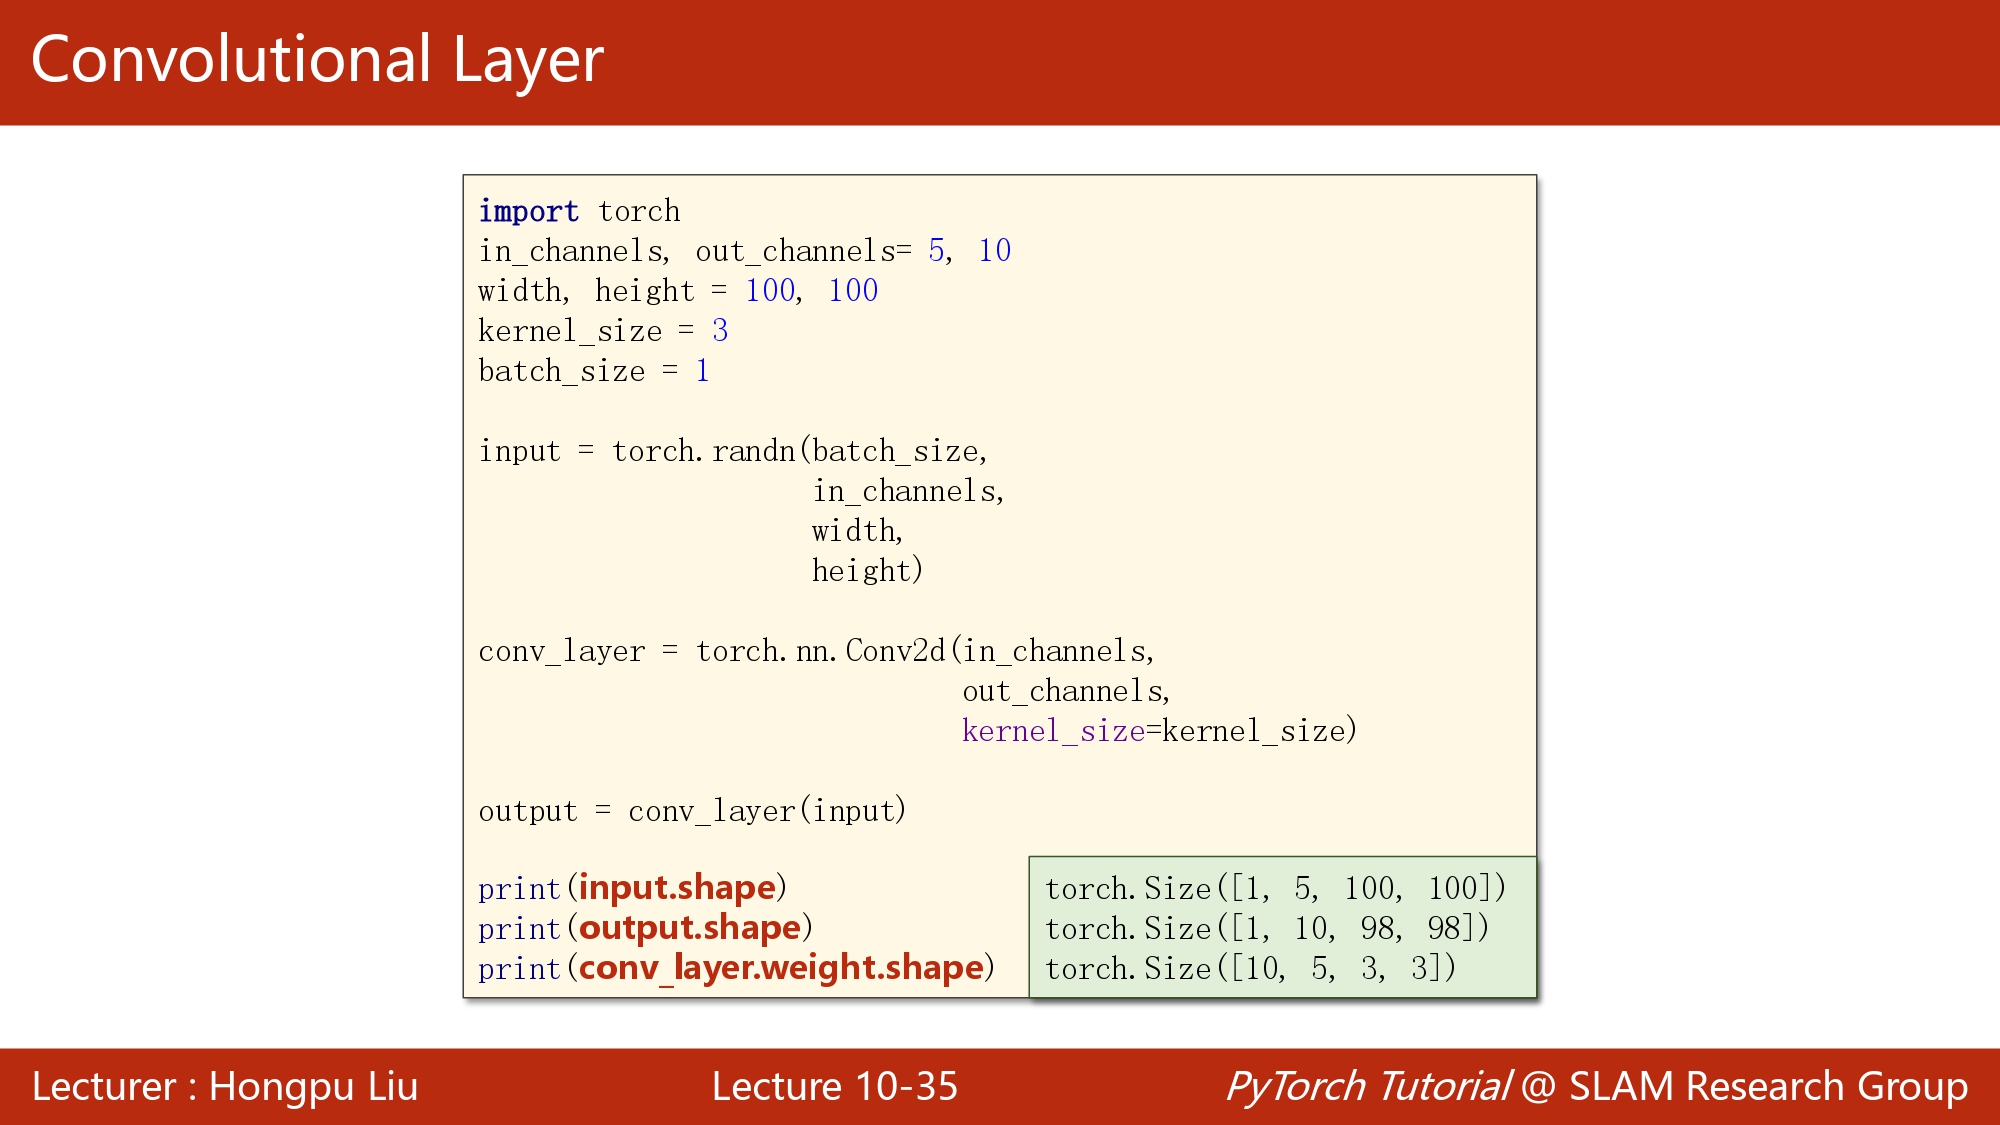 Convolutional Layer
import torch
in_channels, out_channels= 5, 10
width, height = 100, 100
kernel_size = 3
batch_size = 1
input = torch.randn(batch_size,
in_channels,
width,
height)
conv_layer = torch.nn.Conv2d(in_channels,
out_channels,
kernel_size=kernel_size)
output = conv_layer(input)
print(input.shape)
print(output.shape)
print(conv_layer.weight.shape)
torch.Size([1, 5, 100, 100])
torch.Size([1, 10, 98, 98])
torch.Size([10, 5, 3, 3])
Lecturer : Hongpu Liu
Lecture 10-35
PyTorch Tutorial @ SLAM Research Group